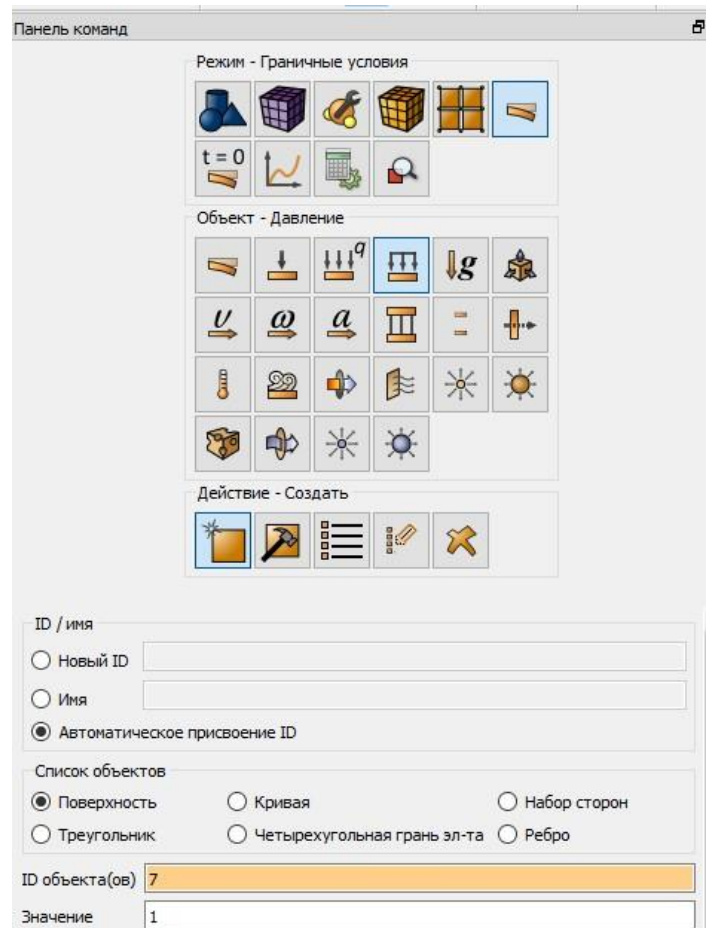 Панель команд
Режим - Граничные условия
t = 0
Объект - Давление
q
g
υ ω a
Действие - Создать
ID / имя
Новый ID
Имя
Автоматическое присвоение ID
Список объектов
Поверхность Кривая Набор сторон
Треугольник Четырехугольная грань эл-та Ребро
ID объекта(ов) 7
Значение 1